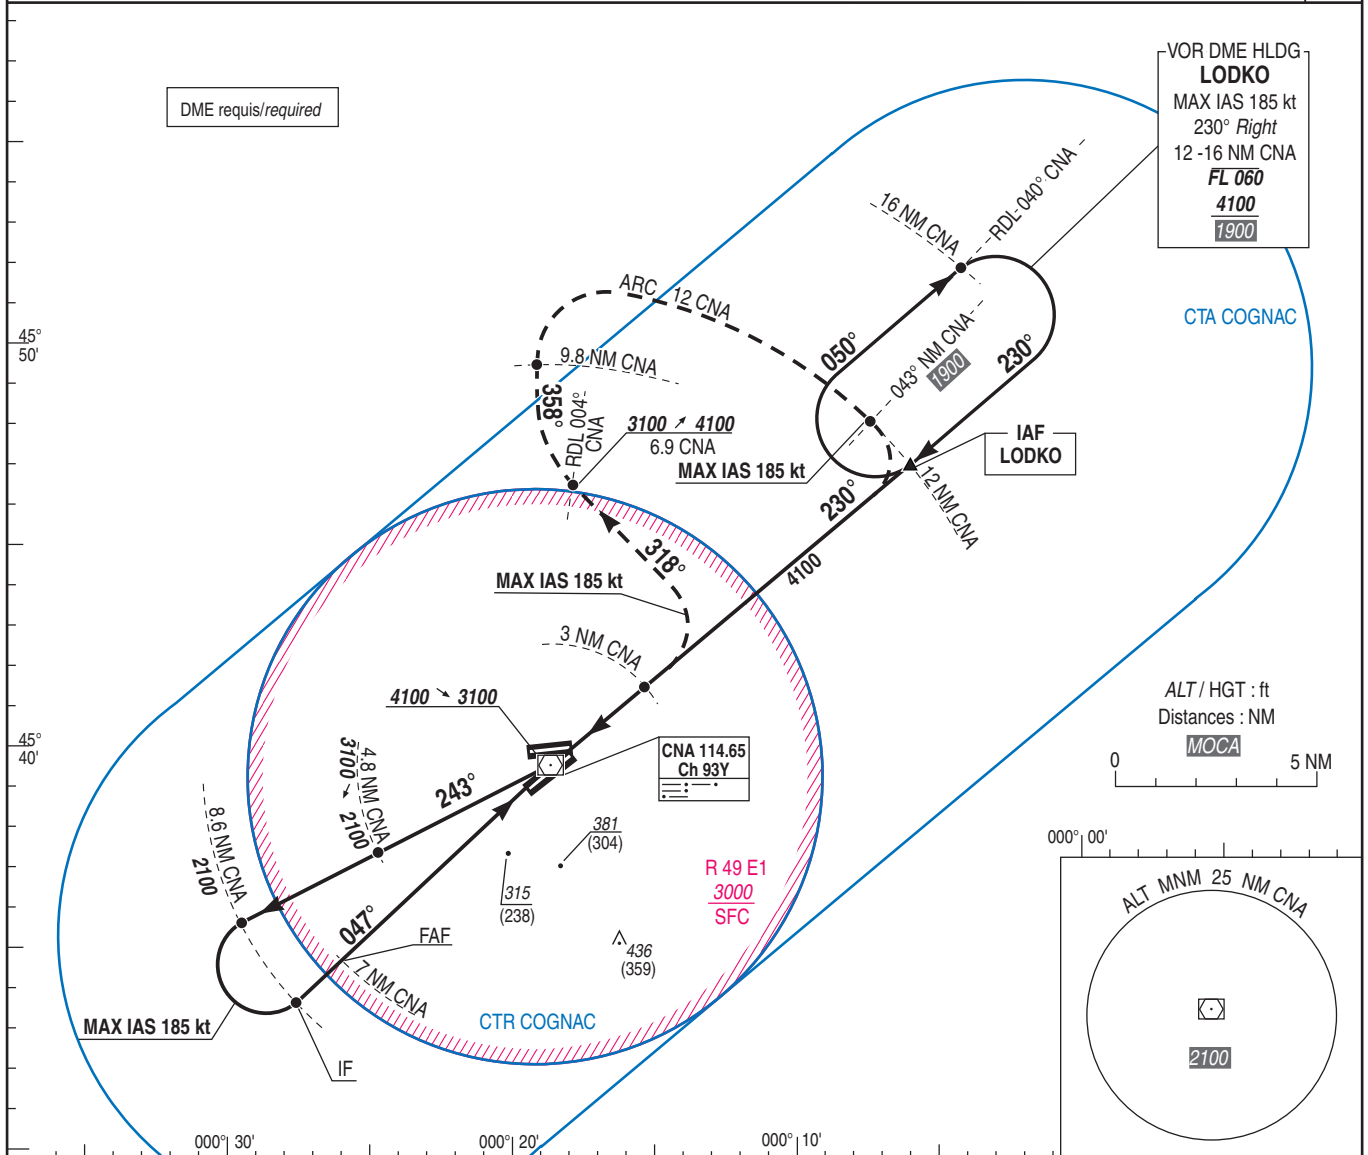 VOR DME HLDG
LODKO
MAX IAS 185 kt
230° Right
12 -16 NM CNA
FL 060
4100
1900
DME requis/required
16 NM CNA
RDL 040° CNA
ARC 12 CNA
CTA COGNAC
45°
50'
9.8 NM CNA
050°
043° NM CNA
1900
230°
358°
RDL 004°
CNA
3100 ↗ 4100
6.9 CNA
MAX IAS 185 kt
IAF
LODKO
12 NM CNA
230°
4100
318°
MAX IAS 185 kt
3 NM CNA
4100 ↘ 3100
ALT / HGT : ft
Distances : NM
MOCA
0 5 NM
45°
40'
CNA 114.65
Ch 93Y
243°
4.8 NM CNA
3100 ↘ 2100
8.6 NM CNA
2100
381
(304)
315
(238)
436
(359)
R 49 E1
3000
SFC
047°
FAF
7 NM CNA
CTR COGNAC
MAX IAS 185 kt
IF
000° 00'
ALT MNM 25 NM CNA
2100
000° 30'
000° 20'
000° 10'